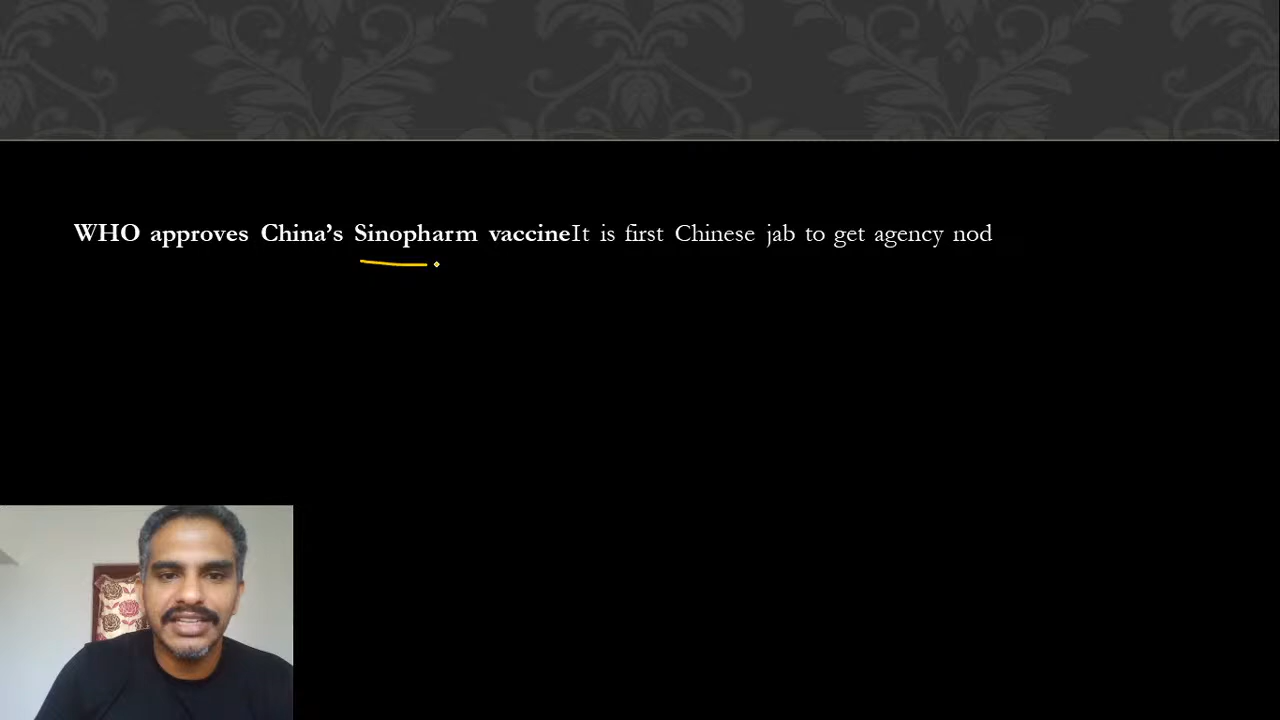 WHO approves China’s Sinopharm vaccineIt is first Chinese jab to get agency nod